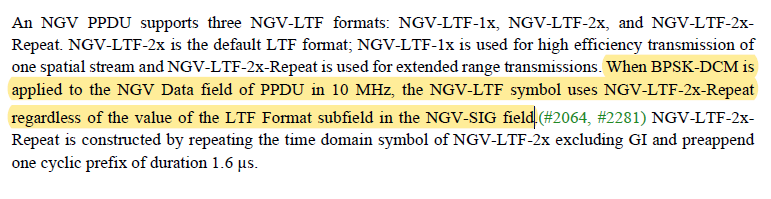 An NGV PPDU supports three NGV-LTF formats: NGV-LTF-1x, NGV-LTF-2x, and NGV-LTF-2x-
Repeat. NGV-LTF-2x is the default LTF format; NGV-LTF-1x is used for high efficiency transmission of
one spatial stream and NGV-LTF-2x-Repeat is used for extended range transmissions. When BPSK-DCM is
applied to the NGV Data field of PPDU in 10 MHz, the NGV-LTF symbol uses NGV-LTF-2x-Repeat
regardless of the value of the LTF Format subfield in the NGV-SIG field.(#2064, #2281) NGV-LTF-2x-
Repeat is constructed by repeating the time domain symbol of NGV-LTF-2x excluding GI and preappend
one cyclic prefix of duration 1.6 µs.